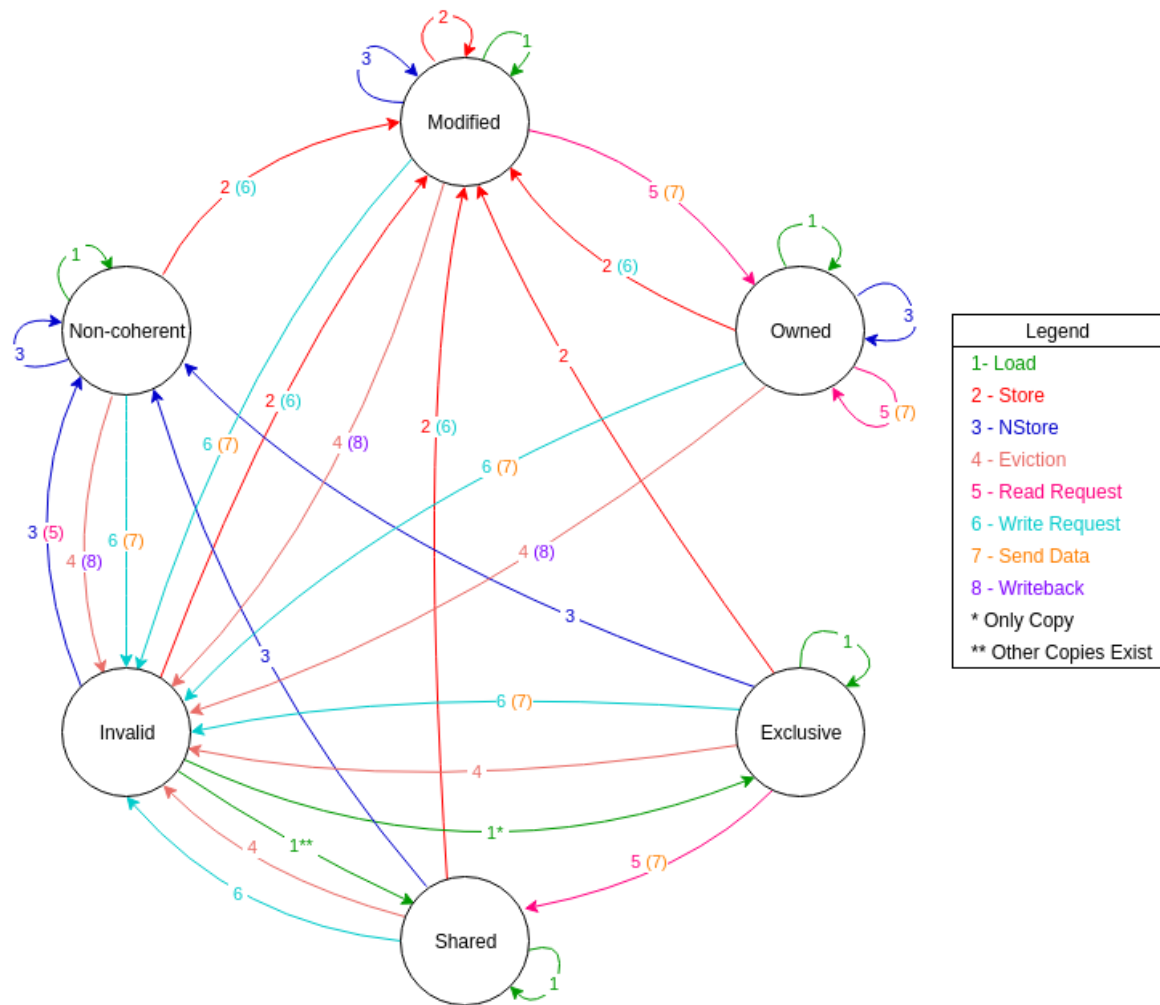 2
1
3
Modified
2 (6)
5 (7)
1
1
Non-coherent
3
2 (6)
Owned
3
2
5 (7)
2 (6)
2 (6)
6 (7)
4 (8)
6 (7)
3 (5)
6 (7)
4 (8)
4 (8)
3
3
1
6 (7)
Invalid
Exclusive
4
1*
1**
4
5 (7)
6
Shared
1
Legend
1- Load
2 - Store
3 - NStore
4 - Eviction
5 - Read Request
6 - Write Request
7 - Send Data
8 - Writeback
* Only Copy
** Other Copies Exist